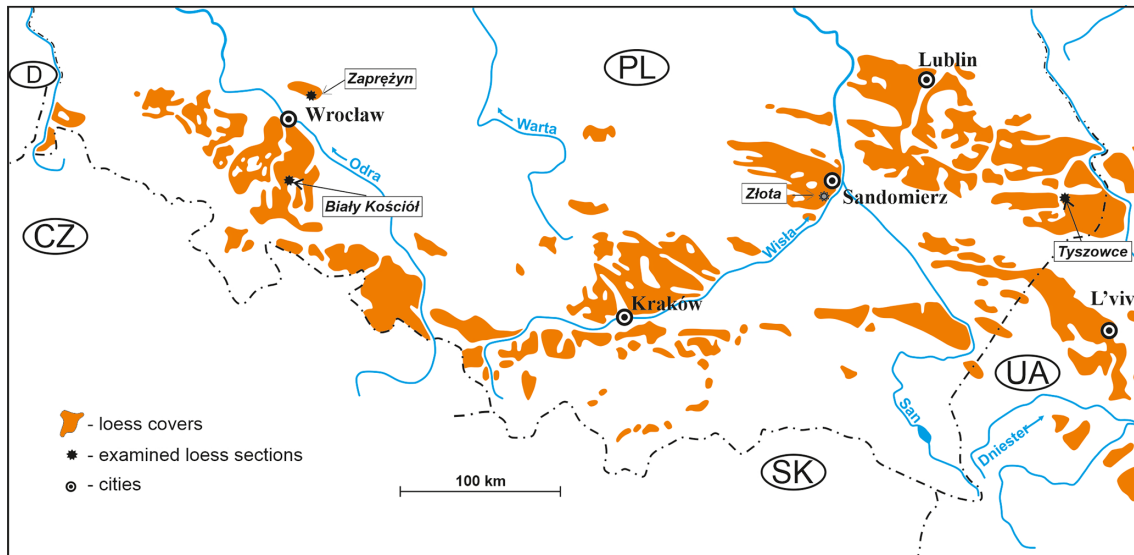 D
Zaprężyn
Wrocław
Odra
Biały Kościół
CZ
PL
Warta
Lublin
Złota
Sandomierz
Wisła
Tyszowce
Kraków
L'viv
UA
San
Dniester
SK
- loess covers
- examined loess sections
- cities
100 km